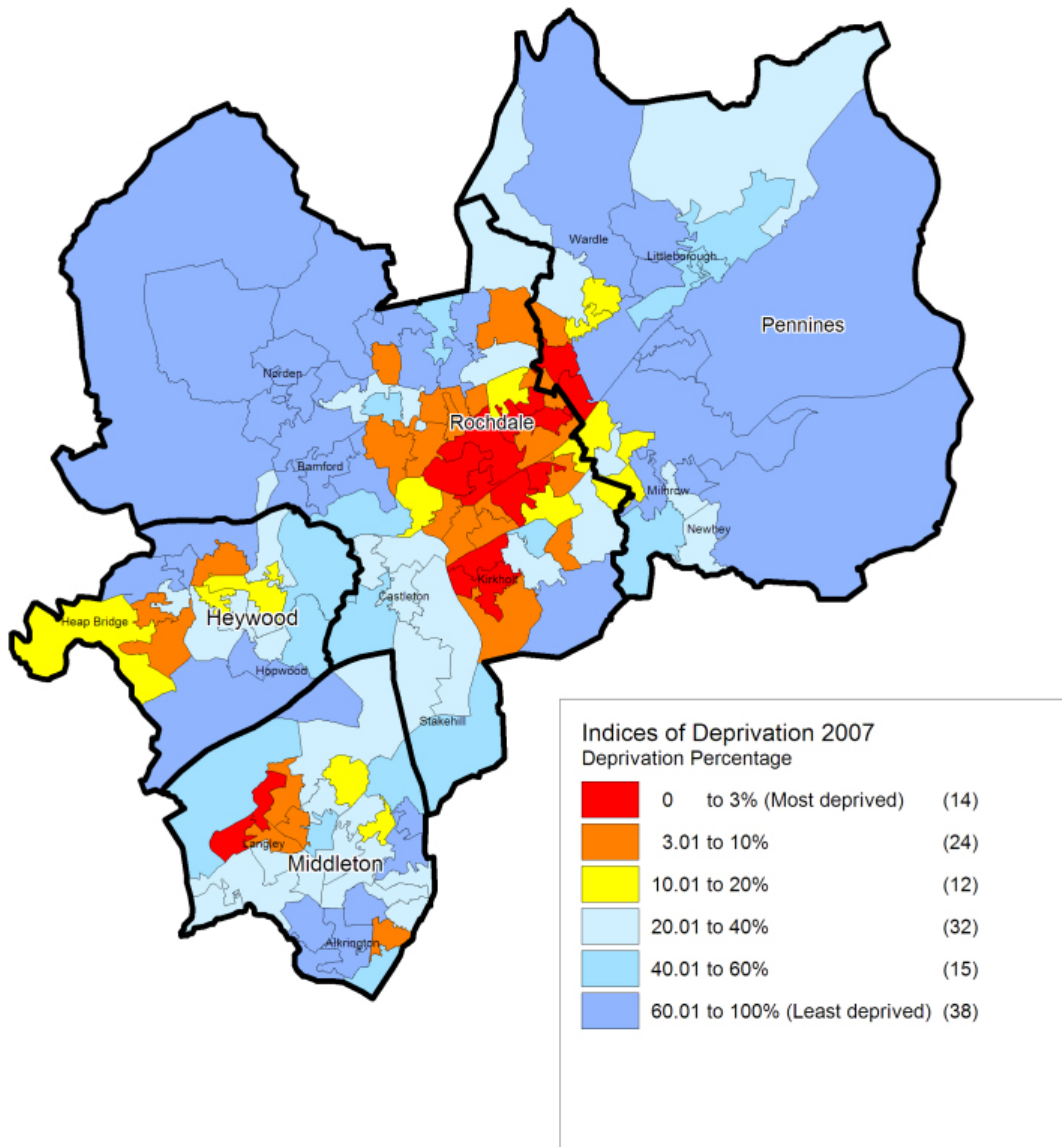 Wardle
Littleborough
Pennines
Norden
Rochdale
Bamford
Milnrow
Newhey
Kirkholt
Castleton
Heap Bridge
Heywood
Hopwood
Stakehill
Langley
Middleton
Alkrington
Indices of Deprivation 2007
Deprivation Percentage
0 to 3% (Most deprived) (14)
3.01 to 10% (24)
10.01 to 20% (12)
20.01 to 40% (32)
40.01 to 60% (15)
60.01 to 100% (Least deprived) (38)